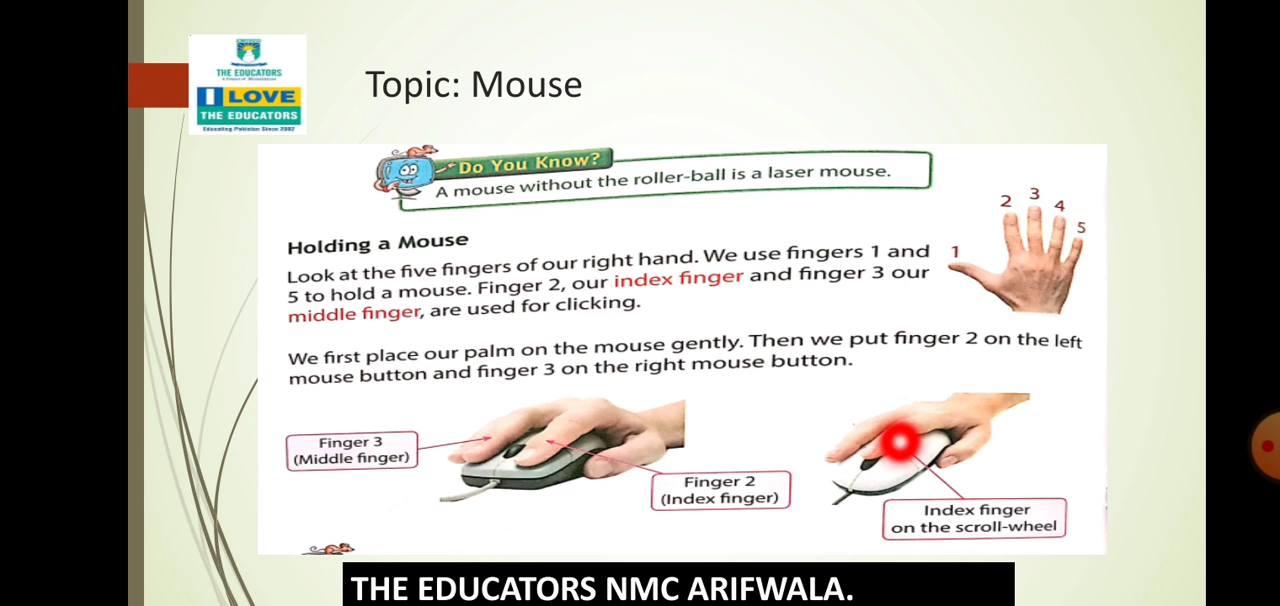 THE EDUCATORS
I LOVE
THE EDUCATORS
Educating Pakistan Since 2002
Topic: Mouse
Do You Know?
A mouse without the roller-ball is a laser mouse.
Holding a Mouse
Look at the five fingers of our right hand. We use fingers 1 and
5 to hold a mouse. Finger 2, our index finger and finger 3 our
middle finger, are used for clicking.
1
2
3
4
5
We first place our palm on the mouse gently. Then we put finger 2 on the left
mouse button and finger 3 on the right mouse button.
Finger 3
(Middle finger)
Finger 2
(Index finger)
Index finger
on the scroll-wheel
THE EDUCATORS NMC ARIFWALA.